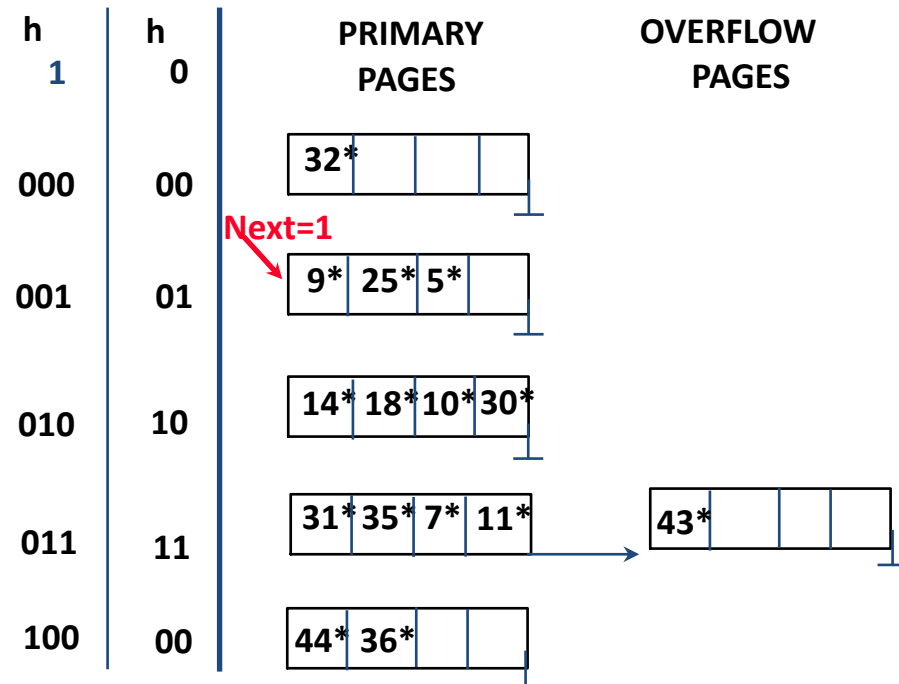 h h PRIMARY OVERFLOW
1 0 PAGES PAGES
32*
000 00
Next=1
9* 25* 5*
001 01
14* 18* 10* 30*
010 10
31* 35* 7* 11* 43*
011 11
100 00 44* 36*